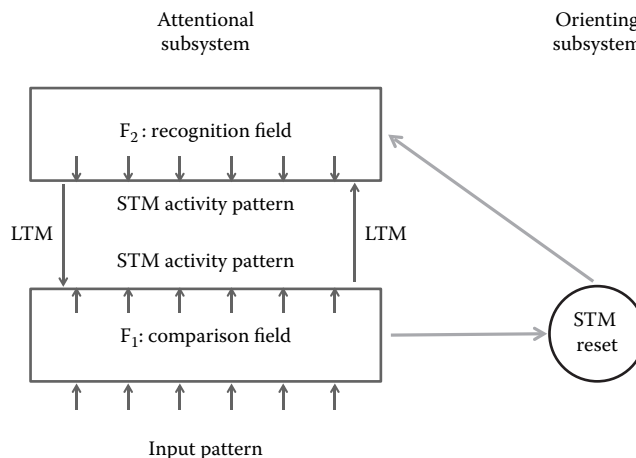 Attentional
subsystem
Orienting
subsystem
F2: recognition field
STM activity pattern
LTM
LTM
STM activity pattern
F1: comparison field
STM
reset
Input pattern